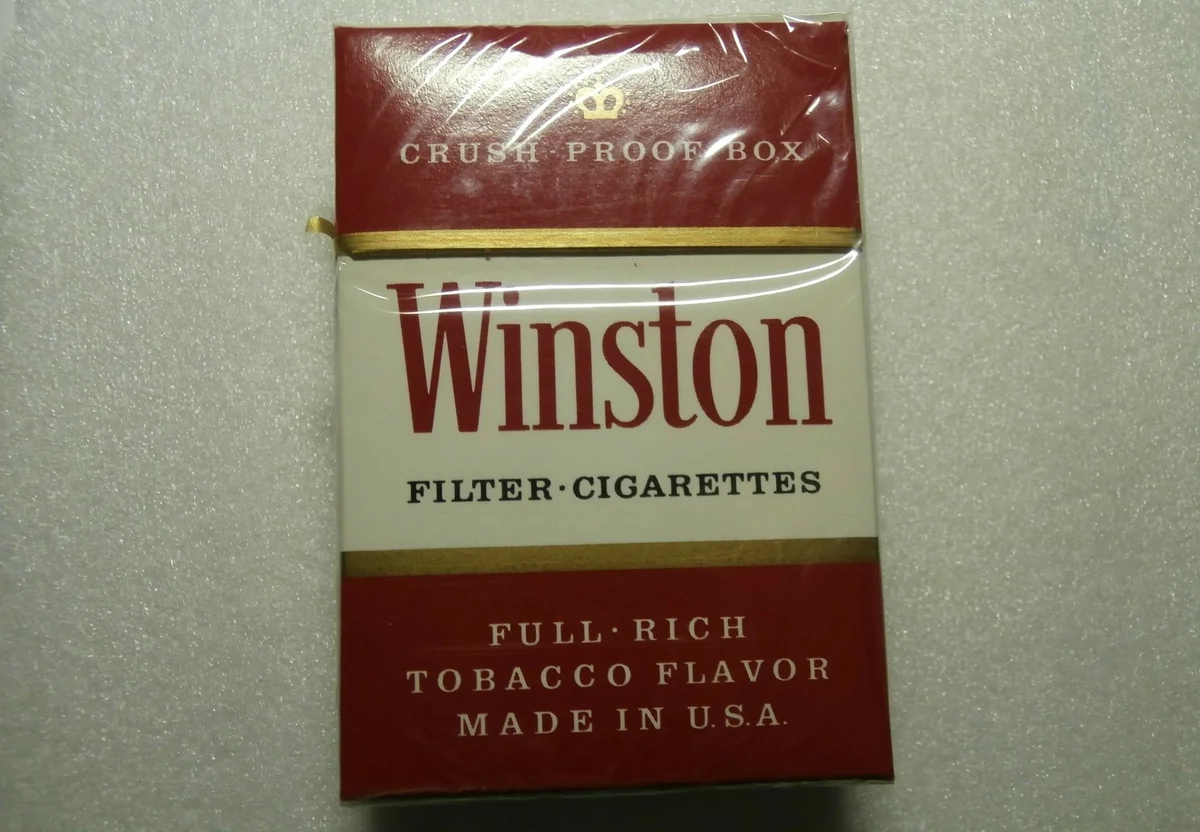 CRUSH-PROOF BOX
Winston
FILTER·CIGARETTES
FULL·RICH
TOBACCO FLAVOR
MADE IN U.S.A.